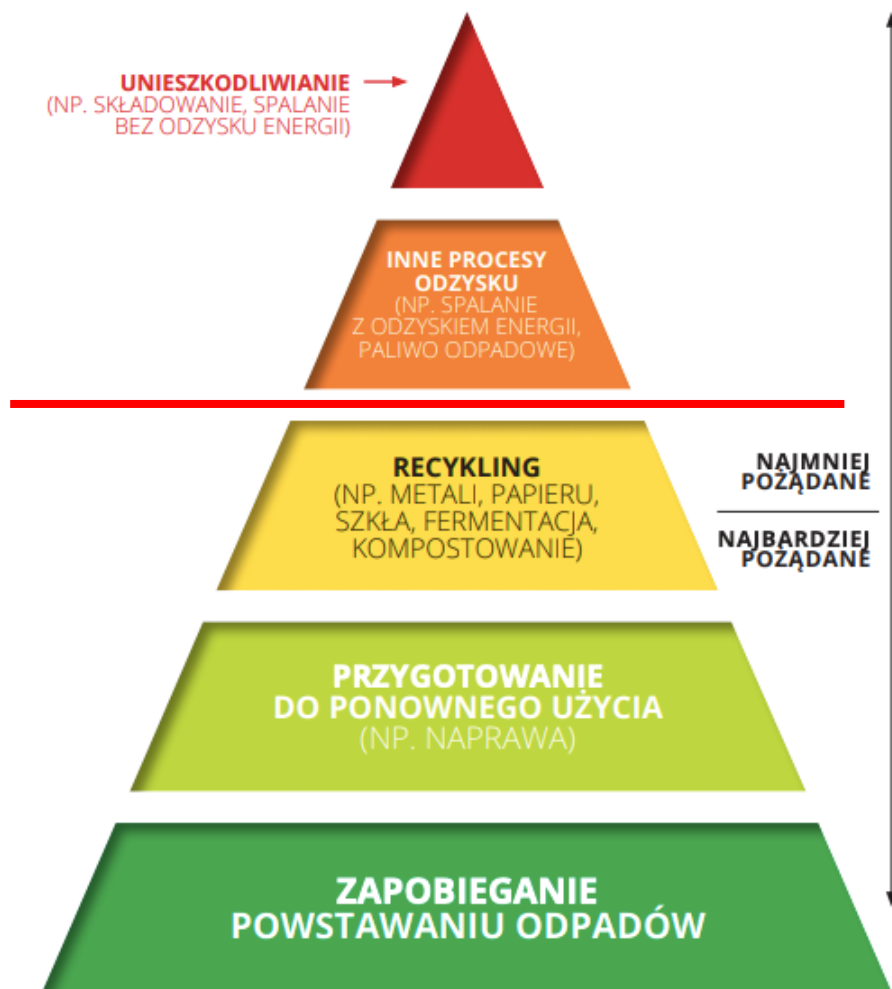 UNIESZKODLIWIANIE
(NP. SKŁADOWANIE, SPALANIE
BEZ ODZYSKU ENERGII)
INNE PROCESY
ODZYSKU
(NP. SPALANIE
Z ODZYSKIEM ENERGII,
PALIWO ODPADOWE)
RECYKLING
(NP. METALI, PAPIERU,
SZKŁA, FERMENTACJA,
KOMPOSTOWANIE)
NAJMNIEJ
POŻĄDANE
NAJBARDZIEJ
POŻĄDANE
PRZYGOTOWANIE
DO PONOWNEGO UŻYCIA
(NP. NAPRAWA)
ZAPOBIEGANIE
POWSTAWANIU ODPADÓW